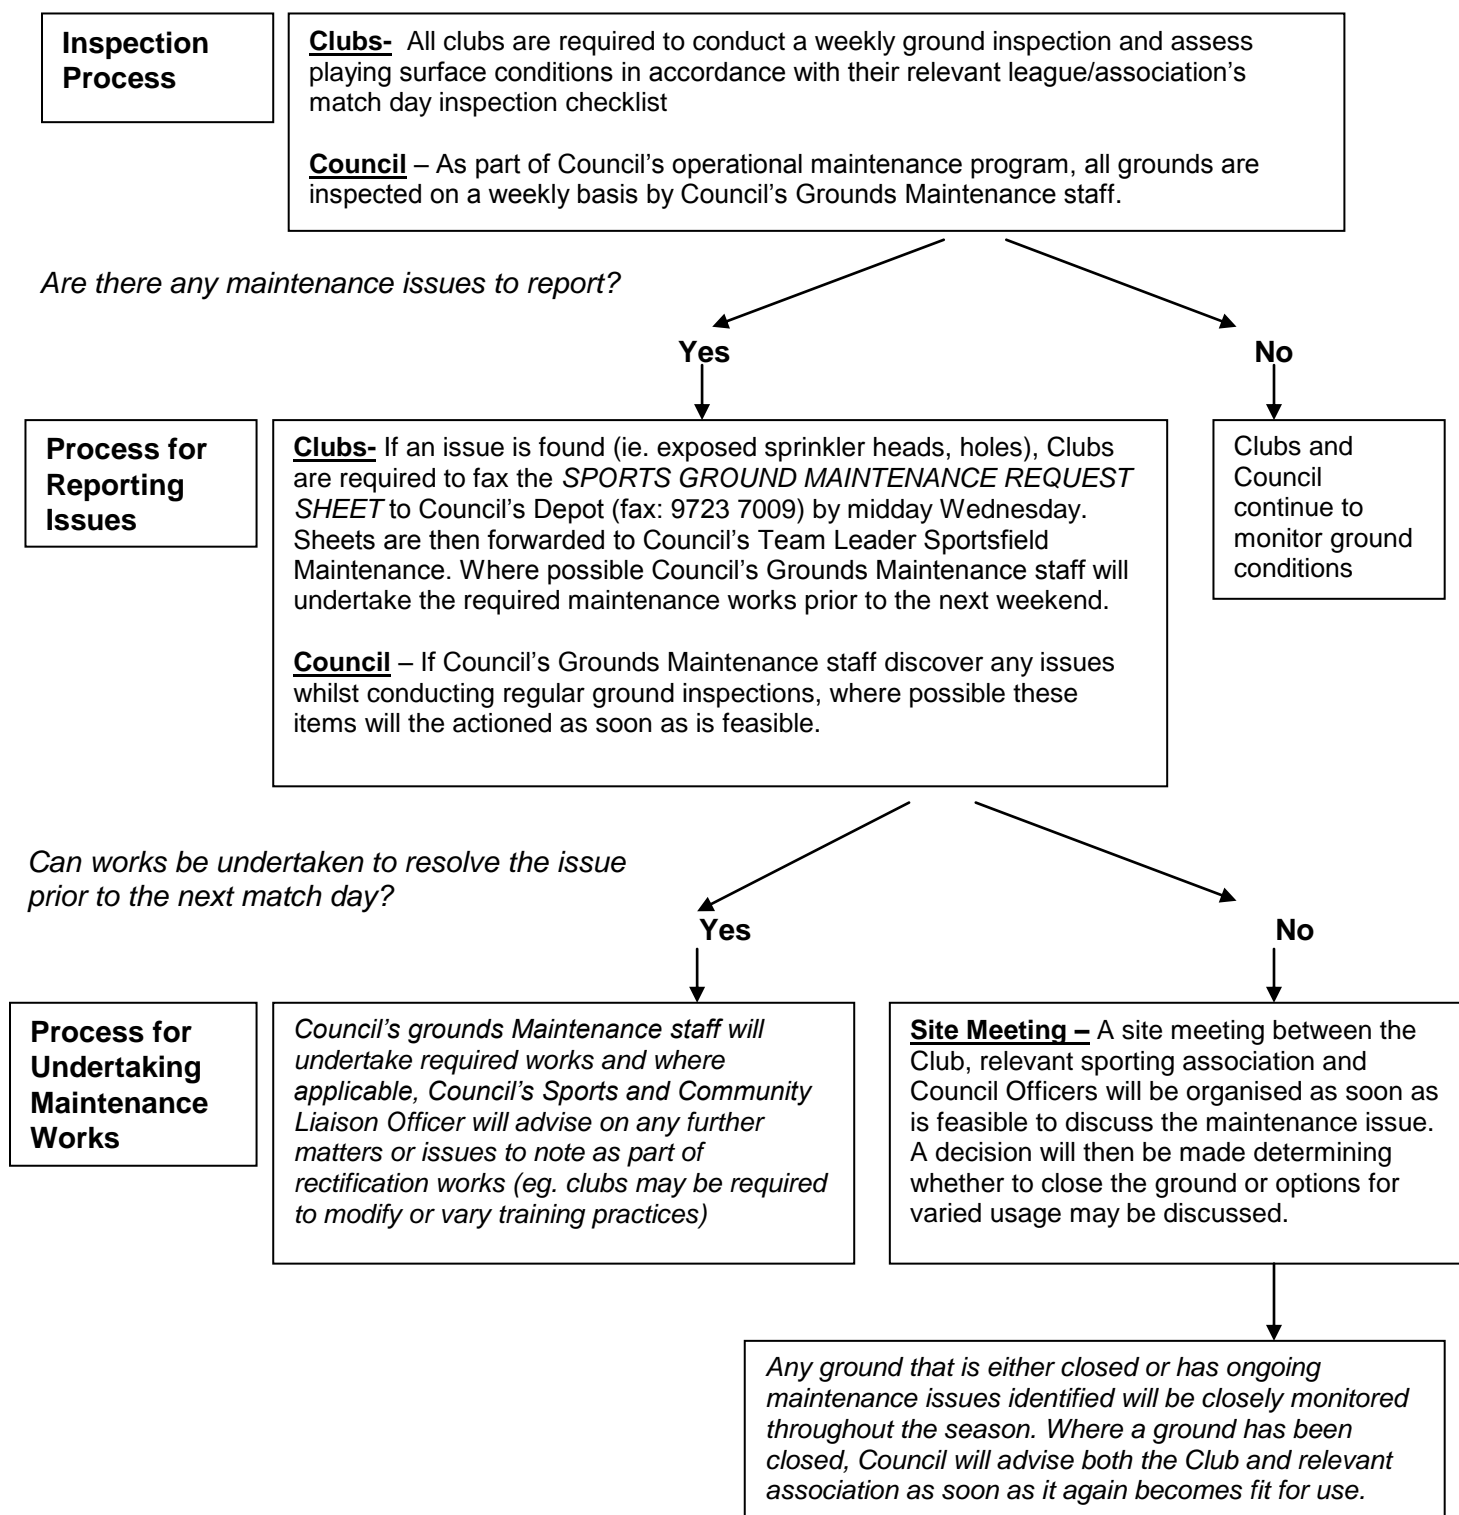 Inspection
Process
Clubs-  All clubs are required to conduct a weekly ground inspection and assess
playing surface conditions in accordance with their relevant league/association’s
match day inspection checklist
Council – As part of Council’s operational maintenance program, all grounds are
inspected on a weekly basis by Council’s Grounds Maintenance staff.
Are there any maintenance issues to report?
Yes
No
Process for
Reporting
Issues
Clubs- If an issue is found (ie. exposed sprinkler heads, holes), Clubs
are required to fax the SPORTS GROUND MAINTENANCE REQUEST
SHEET to Council’s Depot (fax: 9723 7009) by midday Wednesday.
Sheets are then forwarded to Council’s Team Leader Sportsfield
Maintenance. Where possible Council’s Grounds Maintenance staff will
undertake the required maintenance works prior to the next weekend.
Council – If Council’s Grounds Maintenance staff discover any issues
whilst conducting regular ground inspections, where possible these
items will the actioned as soon as is feasible.
Clubs and
Council
continue to
monitor ground
conditions
Can works be undertaken to resolve the issue
prior to the next match day?
Yes
No
Process for
Undertaking
Maintenance
Works
Council’s grounds Maintenance staff will
undertake required works and where
applicable, Council’s Sports and Community
Liaison Officer will advise on any further
matters or issues to note as part of
rectification works (eg. clubs may be required
to modify or vary training practices)
Site Meeting – A site meeting between the
Club, relevant sporting association and
Council Officers will be organised as soon as
is feasible to discuss the maintenance issue.
A decision will then be made determining
whether to close the ground or options for
varied usage may be discussed.
Any ground that is either closed or has ongoing
maintenance issues identified will be closely monitored
throughout the season. Where a ground has been
closed, Council will advise both the Club and relevant
association as soon as it again becomes fit for use.